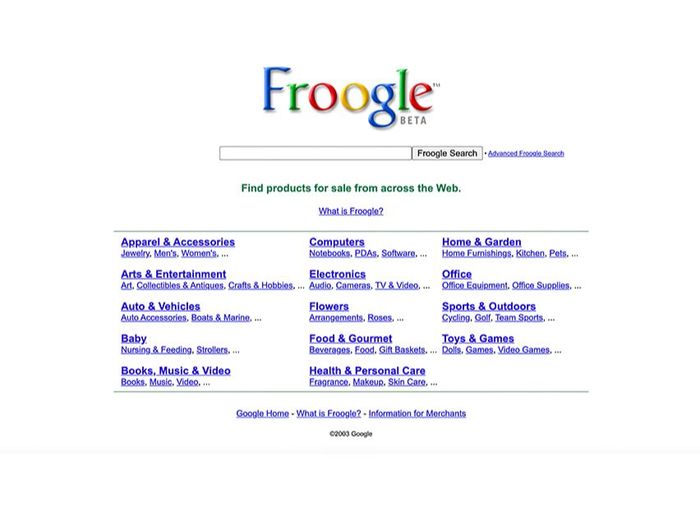 Froogle™
BETA
Froogle Search • Advanced Froogle Search
Find products for sale from across the Web.
What is Froogle?
Apparel & Accessories
Jewelry, Men's, Women's, ...
Arts & Entertainment
Art, Collectibles & Antiques, Crafts & Hobbies, ...
Auto & Vehicles
Auto Accessories, Boats & Marine, ...
Baby
Nursing & Feeding, Strollers, ...
Books, Music & Video
Books, Music, Video, ...
Computers
Notebooks, PDAs, Software, ...
Electronics
Audio, Cameras, TV & Video, ...
Flowers
Arrangements, Roses, ...
Food & Gourmet
Beverages, Food, Gift Baskets, ...
Health & Personal Care
Fragrance, Makeup, Skin Care, ...
Home & Garden
Home Furnishings, Kitchen, Pets, ...
Office
Office Equipment, Office Supplies, ...
Sports & Outdoors
Cycling, Golf, Team Sports, ...
Toys & Games
Dolls, Games, Video Games, ...
Google Home - What is Froogle? - Information for Merchants
©2003 Google